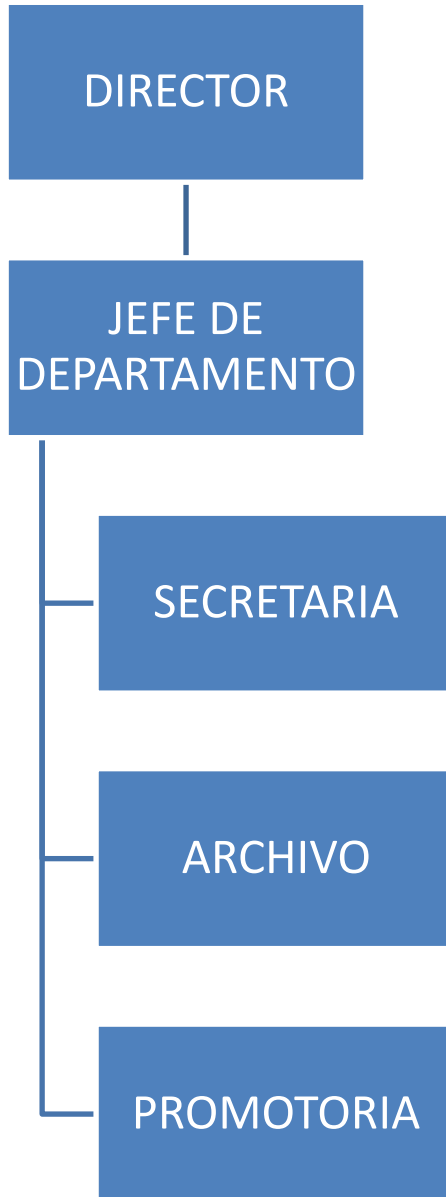 DIRECTOR
JEFE DE
DEPARTAMENTO
SECRETARIA
ARCHIVO
PROMOTORIA